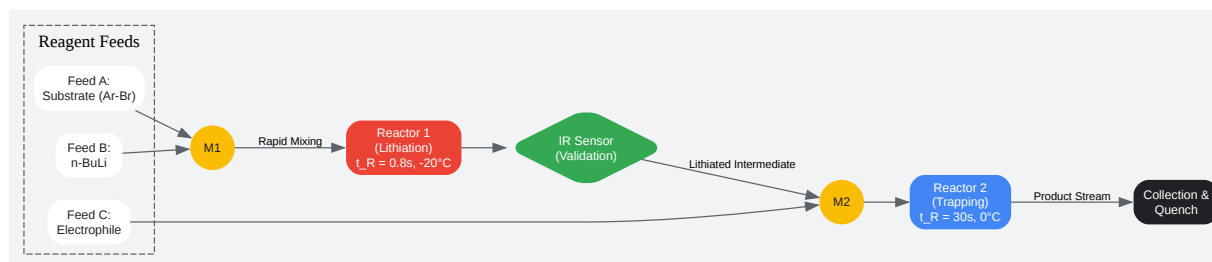 Reagent Feeds
Feed A:
Substrate (Ar-Br)
Feed B:
n-BuLi
Feed C:
Electrophile
M1
Rapid Mixing
Reactor 1
(Lithiation)
t_R = 0.8s, -20°C
IR Sensor
(Validation)
Lithiated Intermediate
M2
Reactor 2
(Trapping)
t_R = 30s, 0°C
Product Stream
Collection &
Quench